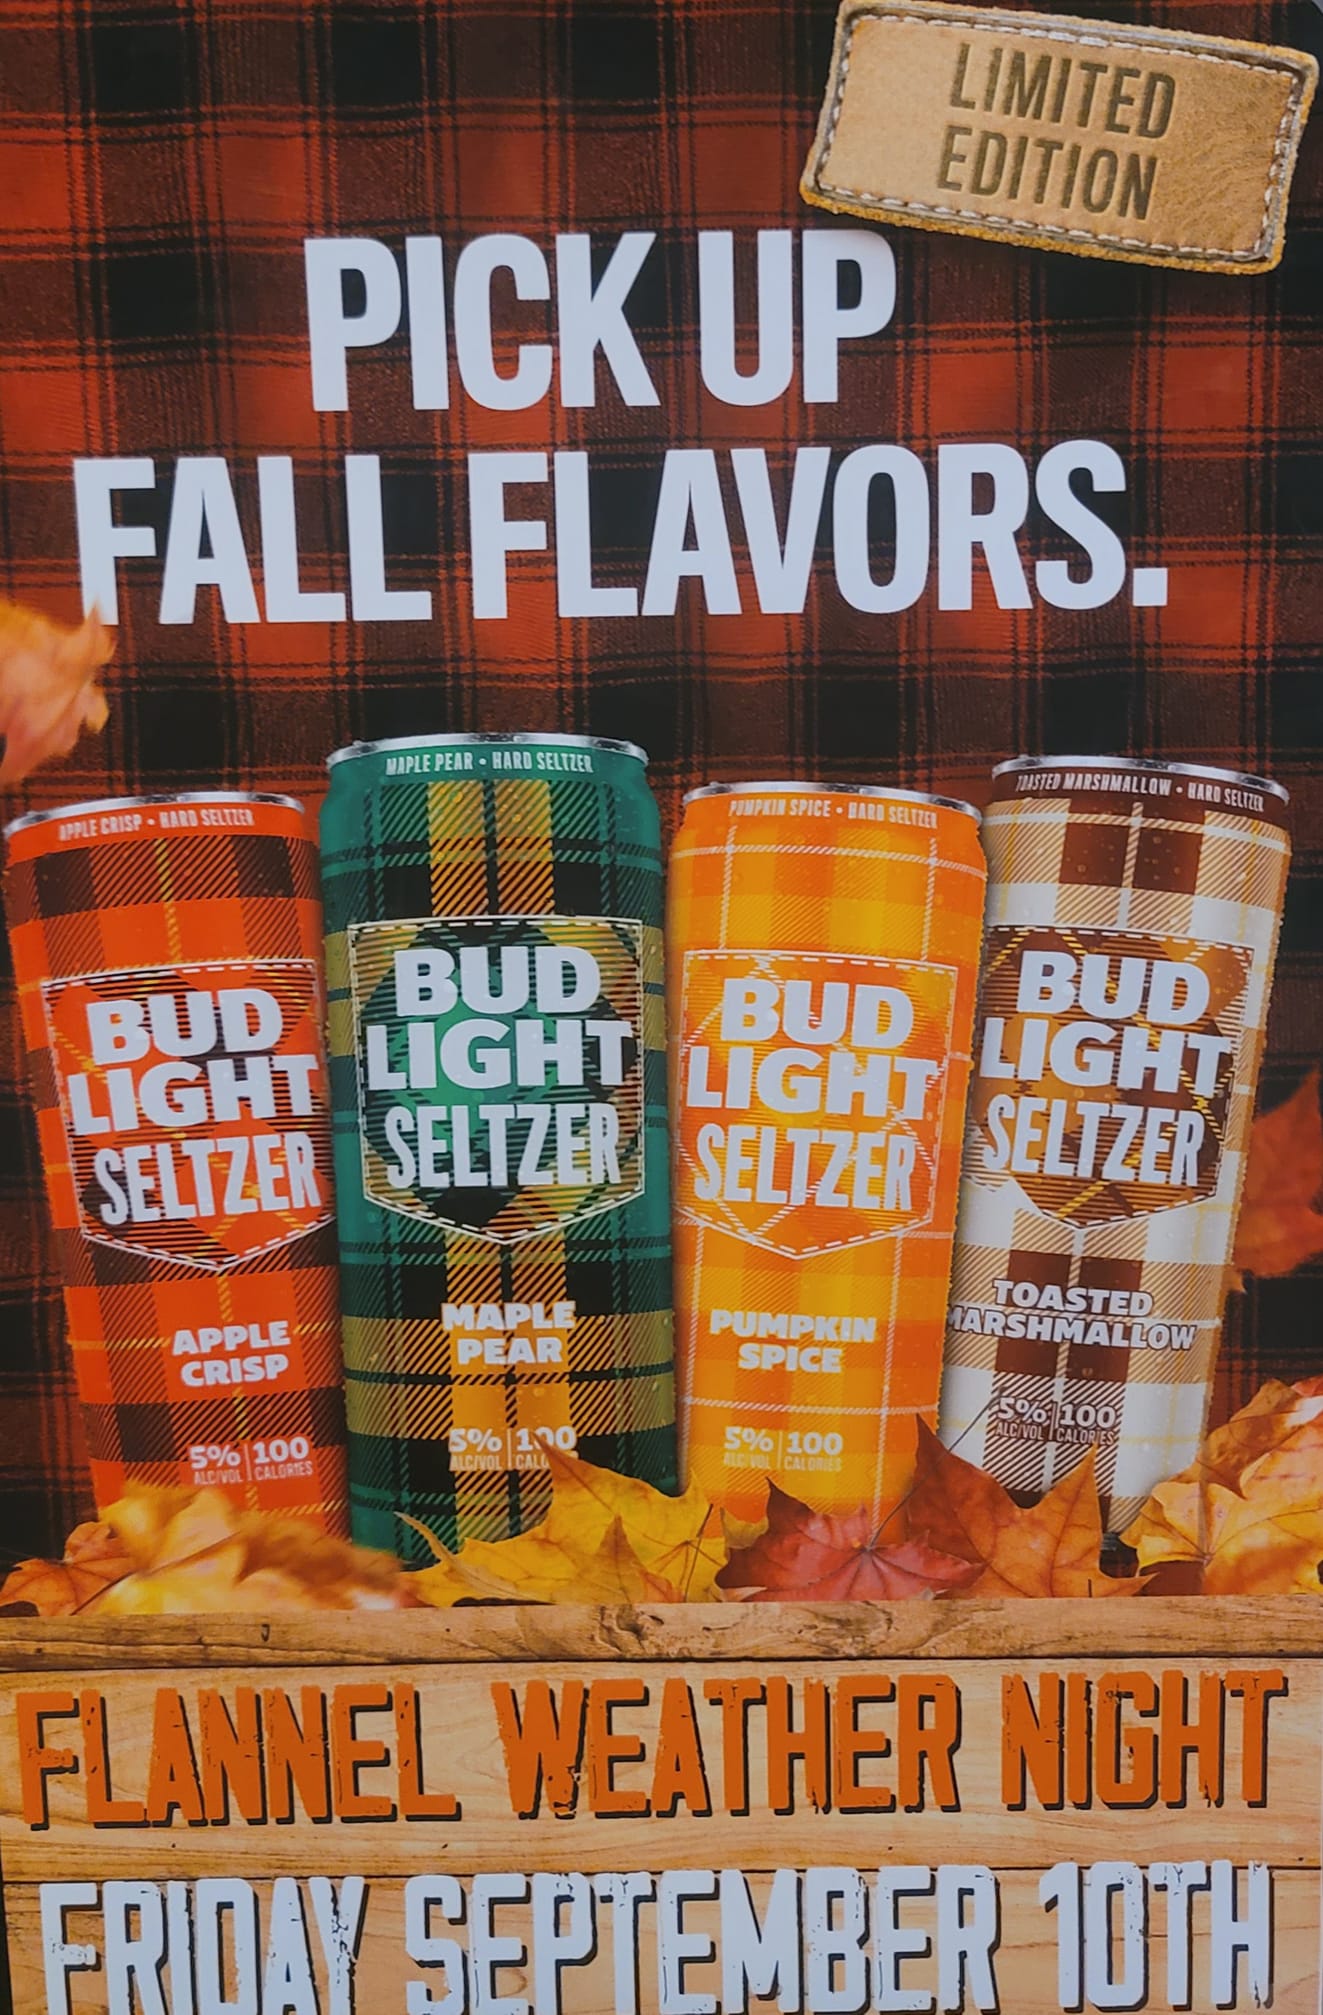 LIMITED
EDITION
PICK UP
FALL FLAVORS.
APPLE CRISP • HARD SELTZER
BUD
LIGHT
SELTZER
APPLE
CRISP
5% | 100
ALC/VOL | CALORIES
MAPLE PEAR • HARD SELTZER
BUD
LIGHT
SELTZER
MAPLE
PEAR
5% | 100
ALC/VOL | CALO
PUMPKIN SPICE • HARD SELTZER
BUD
LIGHT
SELTZER
PUMPKIN
SPICE
5% | 100
ALC/VOL | CALORIES
TOASTED MARSHMALLOW • HARD SELTZER
BUD
LIGHT
SELTZER
TOASTED
MARSHMALLOW
5% | 100
ALC/VOL | CALORIES
FLANNEL WEATHER NIGHT
FRIDAY SEPTEMBER 10TH